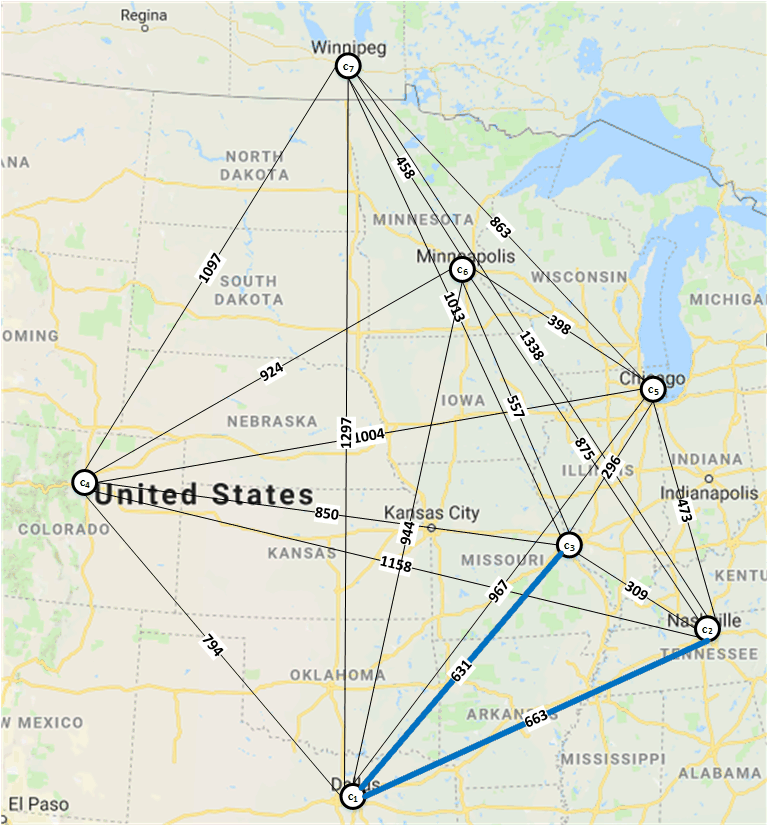 Regina
Winnipeg
c7
ANA
NORTH
DAKOTA
458
MINNESOTA
863
1097
Minneapolis
c6
SOUTH
DAKOTA
WISCONSIN
MICHIGA
1013
398
OMING
1338
924
Chicago
c5
IOWA
557
NEBRASKA
1297
1004
875
296
ILLINOIS
INDIANA
c4
United States
Indianapolis
850
Kansas City
473
COLORADO
944
KANSAS
c3
MISSOURI
1158
KENTU
967
309
Nashville
c2
TENNESSEE
794
631
OKLAHOMA
ARKANSAS
663
W MEXICO
MISSISSIPPI
ALABAMA
Dallas
c1
El Paso